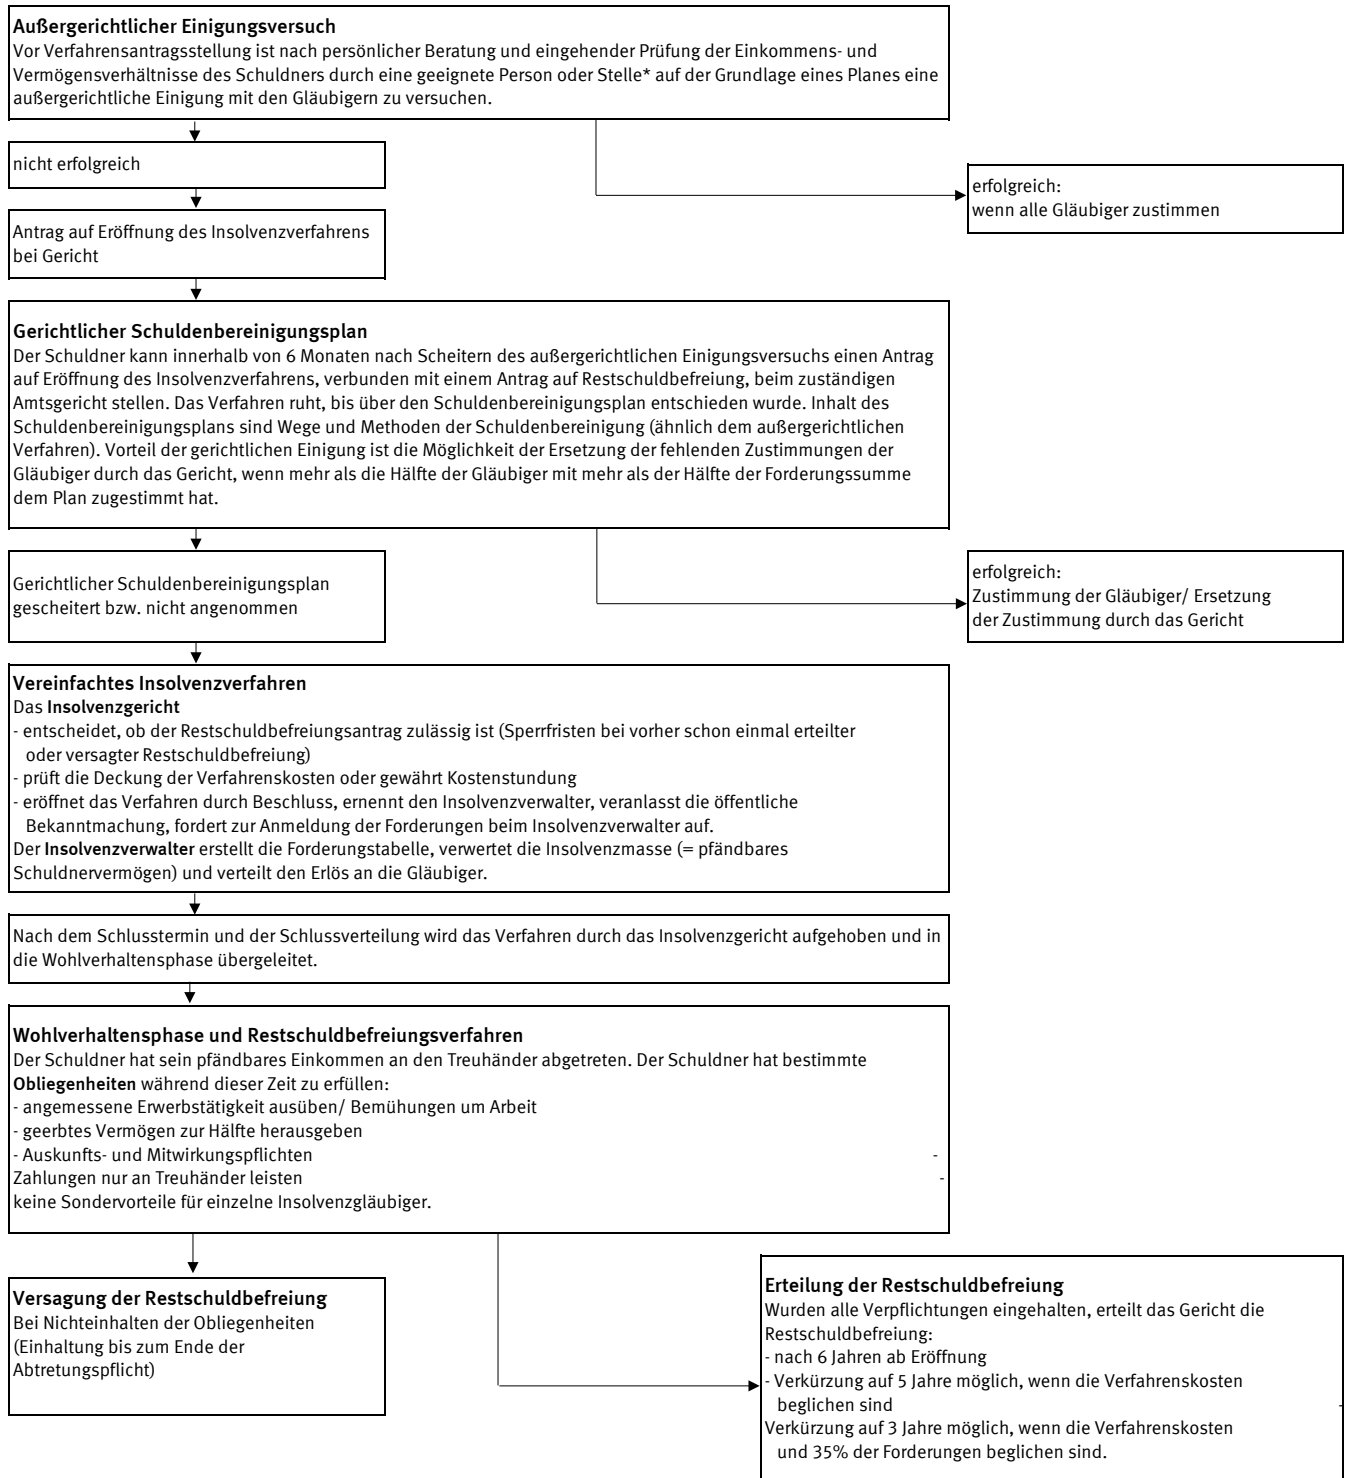 Außergerichtlicher Einigungsversuch
Vor Verfahrensantragsstellung ist nach persönlicher Beratung und eingehender Prüfung der Einkommens- und
Vermögensverhältnisse des Schuldners durch eine geeignete Person oder Stelle* auf der Grundlage eines Planes eine
außergerichtliche Einigung mit den Gläubigern zu versuchen.
nicht erfolgreich
erfolgreich:
wenn alle Gläubiger zustimmen
Antrag auf Eröffnung des Insolvenzverfahrens
bei Gericht
Gerichtlicher Schuldenbereinigungsplan
Der Schuldner kann innerhalb von 6 Monaten nach Scheitern des außergerichtlichen Einigungsversuchs einen Antrag
auf Eröffnung des Insolvenzverfahrens, verbunden mit einem Antrag auf Restschuldbefreiung, beim zuständigen
Amtsgericht stellen. Das Verfahren ruht, bis über den Schuldenbereinigungsplan entschieden wurde. Inhalt des
Schuldenbereinigungsplans sind Wege und Methoden der Schuldenbereinigung (ähnlich dem außergerichtlichen
Verfahren). Vorteil der gerichtlichen Einigung ist die Möglichkeit der Ersetzung der fehlenden Zustimmungen der
Gläubiger durch das Gericht, wenn mehr als die Hälfte der Gläubiger mit mehr als der Hälfte der Forderungssumme
dem Plan zugestimmt hat.
Gerichtlicher Schuldenbereinigungsplan
gescheitert bzw. nicht angenommen
erfolgreich:
Zustimmung der Gläubiger/ Ersetzung
der Zustimmung durch das Gericht
Vereinfachtes Insolvenzverfahren
Das Insolvenzgericht
- entscheidet, ob der Restschuldbefreiungsantrag zulässig ist (Sperrfristen bei vorher schon einmal erteilter
oder versagter Restschuldbefreiung)
- prüft die Deckung der Verfahrenskosten oder gewährt Kostenstundung
- eröffnet das Verfahren durch Beschluss, ernennt den Insolvenzverwalter, veranlasst die öffentliche
Bekanntmachung, fordert zur Anmeldung der Forderungen beim Insolvenzverwalter auf.
Der Insolvenzverwalter erstellt die Forderungstabelle, verwertet die Insolvenzmasse (= pfändbares
Schuldnervermögen) und verteilt den Erlös an die Gläubiger.
Nach dem Schlusstermin und der Schlussverteilung wird das Verfahren durch das Insolvenzgericht aufgehoben und in
die Wohlverhaltensphase übergeleitet.
Wohlverhaltensphase und Restschuldbefreiungsverfahren
Der Schuldner hat sein pfändbares Einkommen an den Treuhänder abgetreten. Der Schuldner hat bestimmte
Obliegenheiten während dieser Zeit zu erfüllen:
- angemessene Erwerbstätigkeit ausüben/ Bemühungen um Arbeit
- geerbtes Vermögen zur Hälfte herausgeben
- Auskunfts- und Mitwirkungspflichten -
Zahlungen nur an Treuhänder leisten -
keine Sondervorteile für einzelne Insolvenzgläubiger.
Versagung der Restschuldbefreiung
Bei Nichteinhalten der Obliegenheiten
(Einhaltung bis zum Ende der
Abtretungspflicht)
Erteilung der Restschuldbefreiung
Wurden alle Verpflichtungen eingehalten, erteilt das Gericht die
Restschuldbefreiung:
- nach 6 Jahren ab Eröffnung
- Verkürzung auf 5 Jahre möglich, wenn die Verfahrenskosten
beglichen sind -
Verkürzung auf 3 Jahre möglich, wenn die Verfahrenskosten
und 35% der Forderungen beglichen sind.